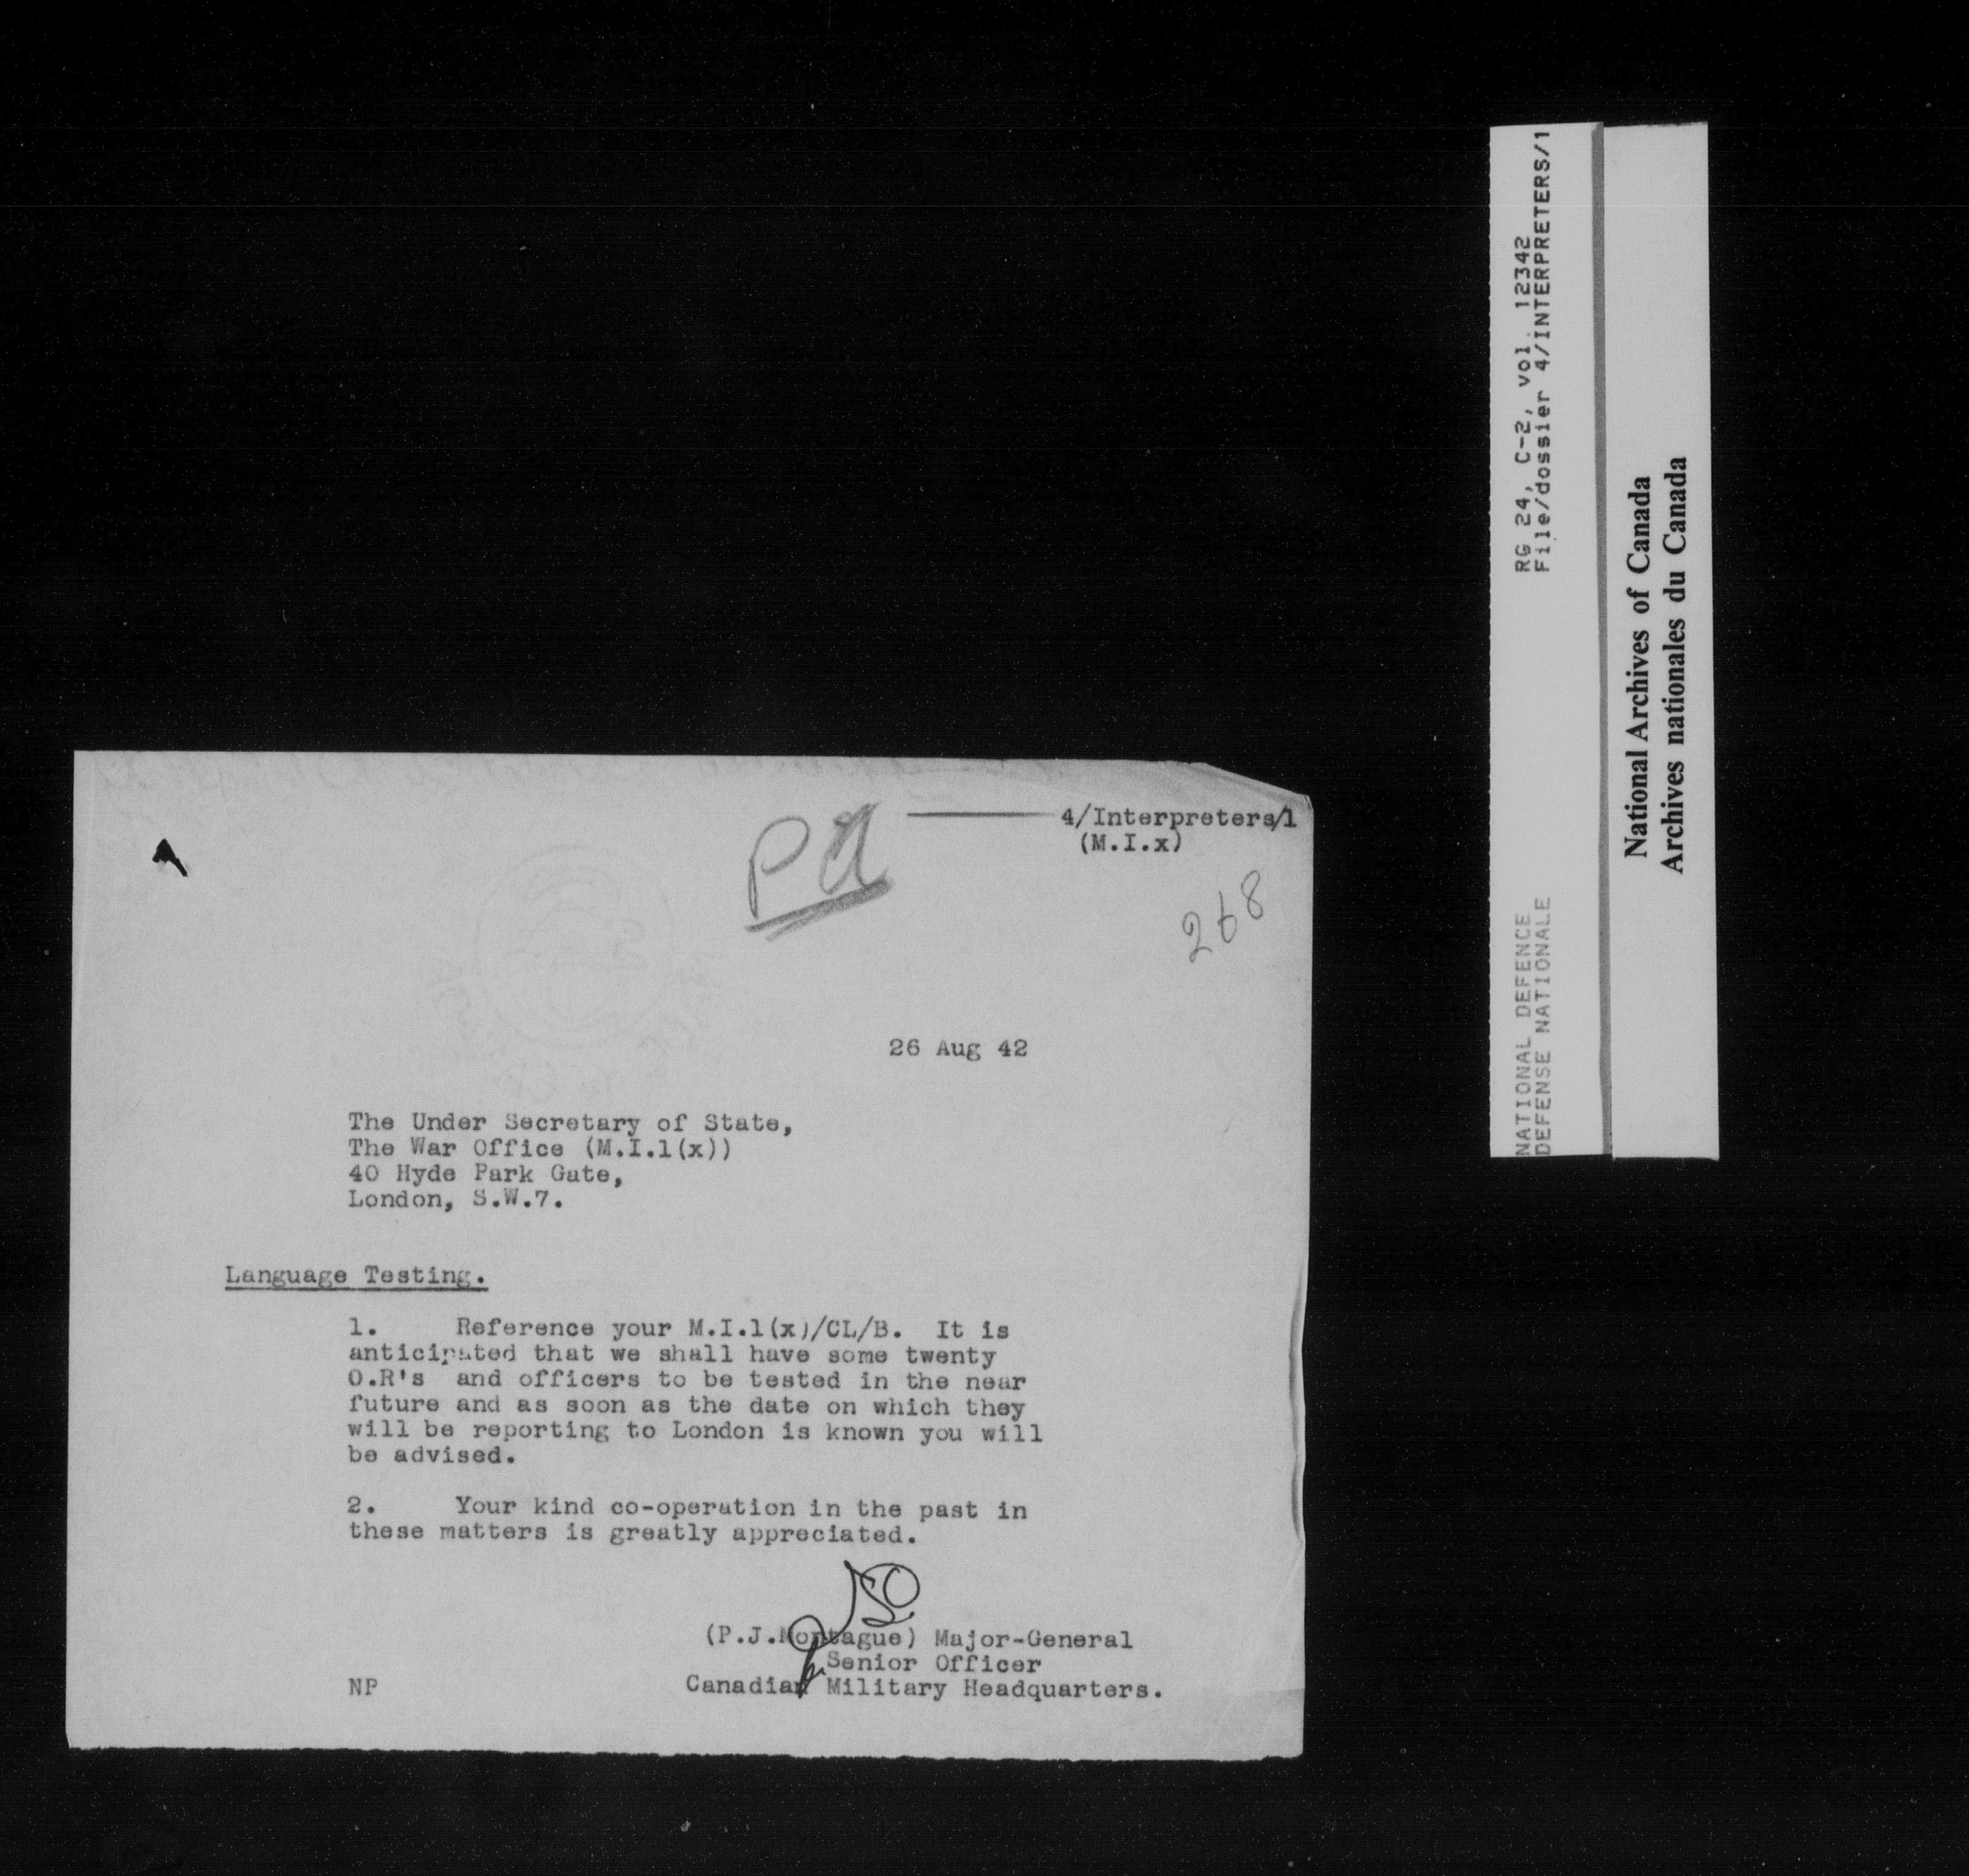 PA
4/Interpreters/1
(M.I.x)
268
26 Aug 42
The Under Secretary of State,
The War Office (M.I.1(x))
40 Hyde Park Gate,
London, S.W.7.
Language Testing.
1. Reference your M.I.1(x)/CL/B. It is
anticipated that we shall have some twenty
O.R's and officers to be tested in the near
future and as soon as the date on which they
will be reporting to London is known you will
be advised.
2. Your kind co-operation in the past in
these matters is greatly appreciated.
(P.J.Montague) Major-General
Senior Officer
NP Canadian Military Headquarters.
RG 24, C-2, vol. 12342
File/dossier 4/INTERPRETERS/1
NATIONAL DEFENCE
DEFENSE NATIONALE
National Archives of Canada
Archives nationales du Canada